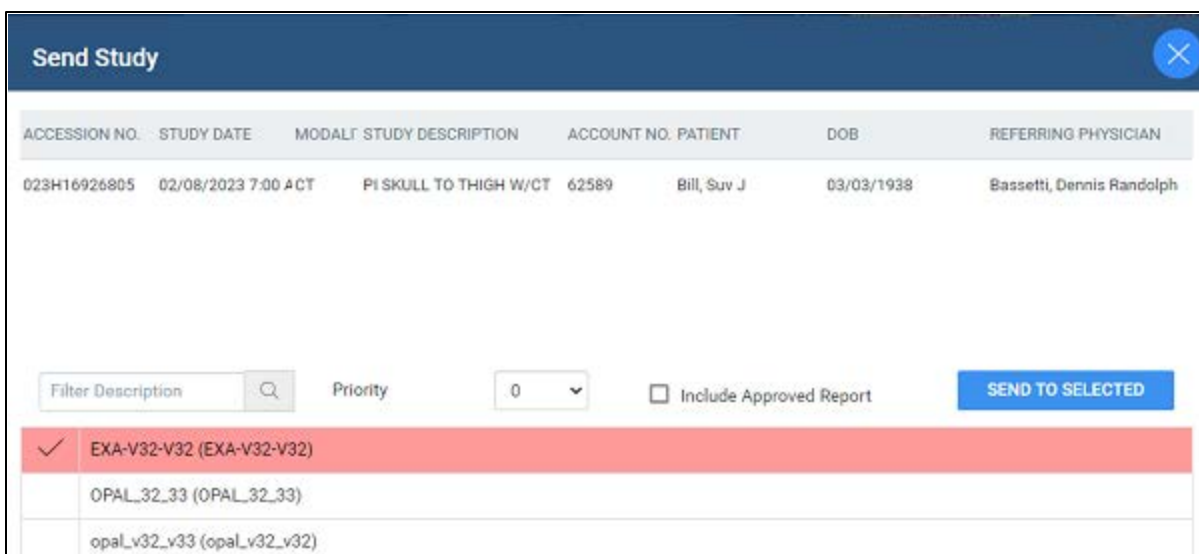 Send Study
ACCESSION NO. STUDY DATE MODALI STUDY DESCRIPTION ACCOUNT NO. PATIENT DOB REFERRING PHYSICIAN
023H16926805 02/08/2023 7:00 A CT PI SKULL TO THIGH W/CT 62589 Bill, Suv J 03/03/1938 Bassetti, Dennis Randolph
Filter Description Priority 0 Include Approved Report SEND TO SELECTED
EXA-V32-V32 (EXA-V32-V32)
OPAL_32_33 (OPAL_32_33)
opal_v32_v33 (opal_v32_v32)